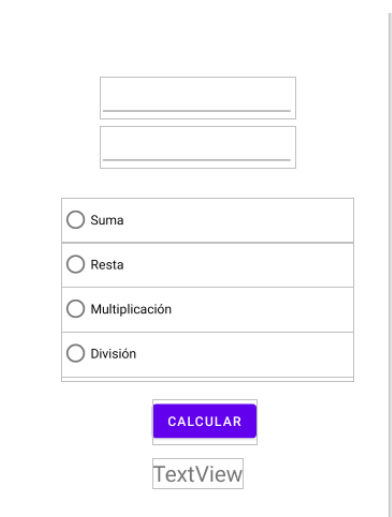 Suma
Resta
Multiplicación
División
CALCULAR
TextView